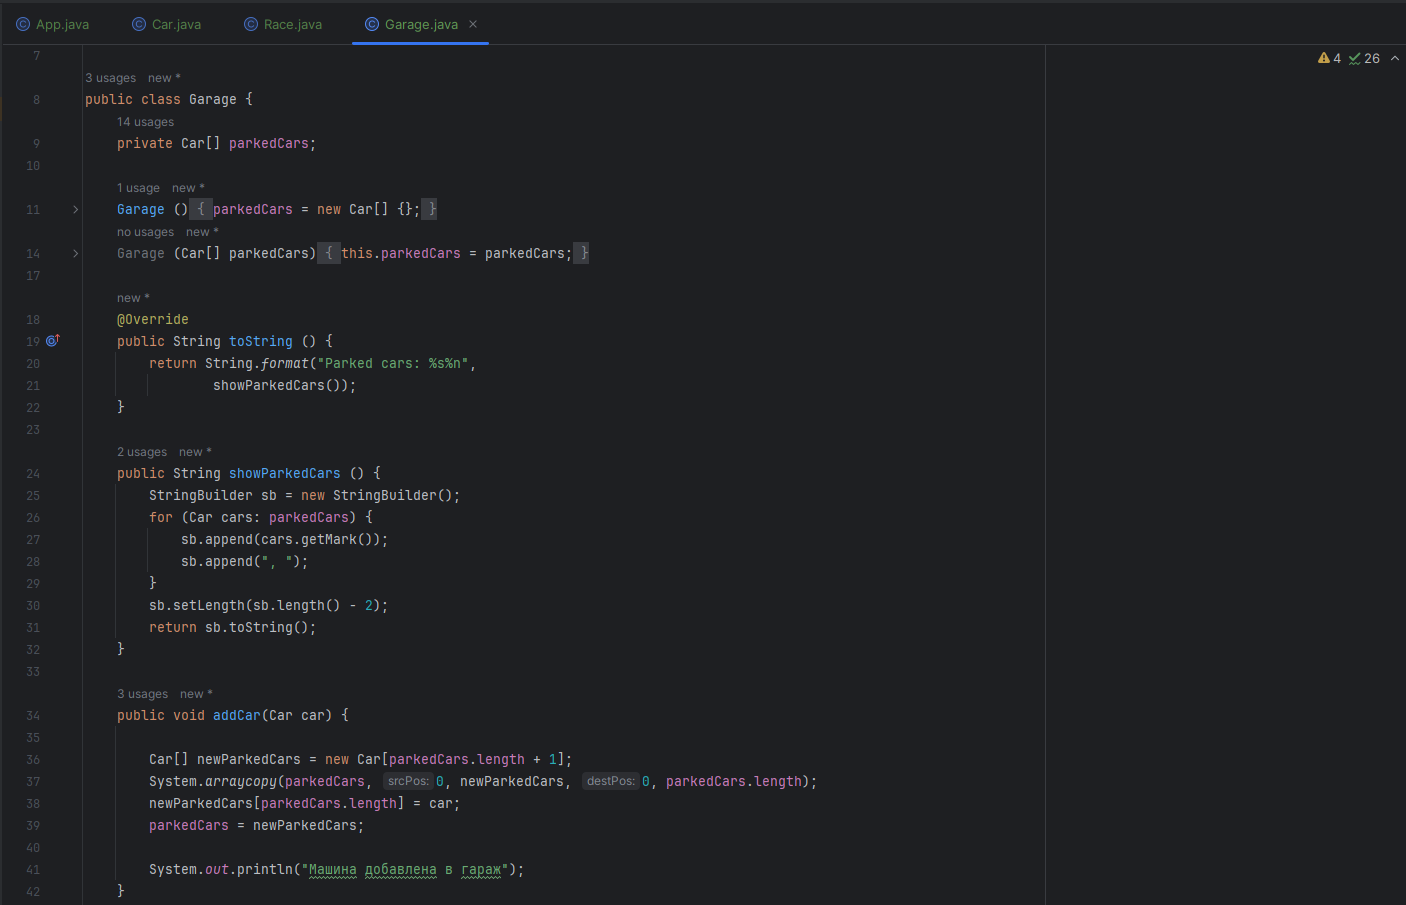 App.java Car.java Race.java Garage.java
7
4 26
3 usages new *
8 public class Garage {
14 usages
9 private Car[] parkedCars;
10
1 usage new *
11 Garage () { parkedCars = new Car[] {}; }
no usages new *
14 Garage (Car[] parkedCars) { this.parkedCars = parkedCars; }
17
new *
18 @Override
19 public String toString () {
20 return String.format("Parked cars: %s%n",
21 showParkedCars());
22 }
23
2 usages new *
24 public String showParkedCars () {
25 StringBuilder sb = new StringBuilder();
26 for (Car cars: parkedCars) {
27 sb.append(cars.getMark());
28 sb.append(", ");
29 }
30 sb.setLength(sb.length() - 2);
31 return sb.toString();
32 }
33
3 usages new *
34 public void addCar(Car car) {
35
36 Car[] newParkedCars = new Car[parkedCars.length + 1];
37 System.arraycopy(parkedCars, srcPos: 0, newParkedCars, destPos: 0, parkedCars.length);
38 newParkedCars[parkedCars.length] = car;
39 parkedCars = newParkedCars;
40
41 System.out.println("Машина добавлена в гараж");
42 }